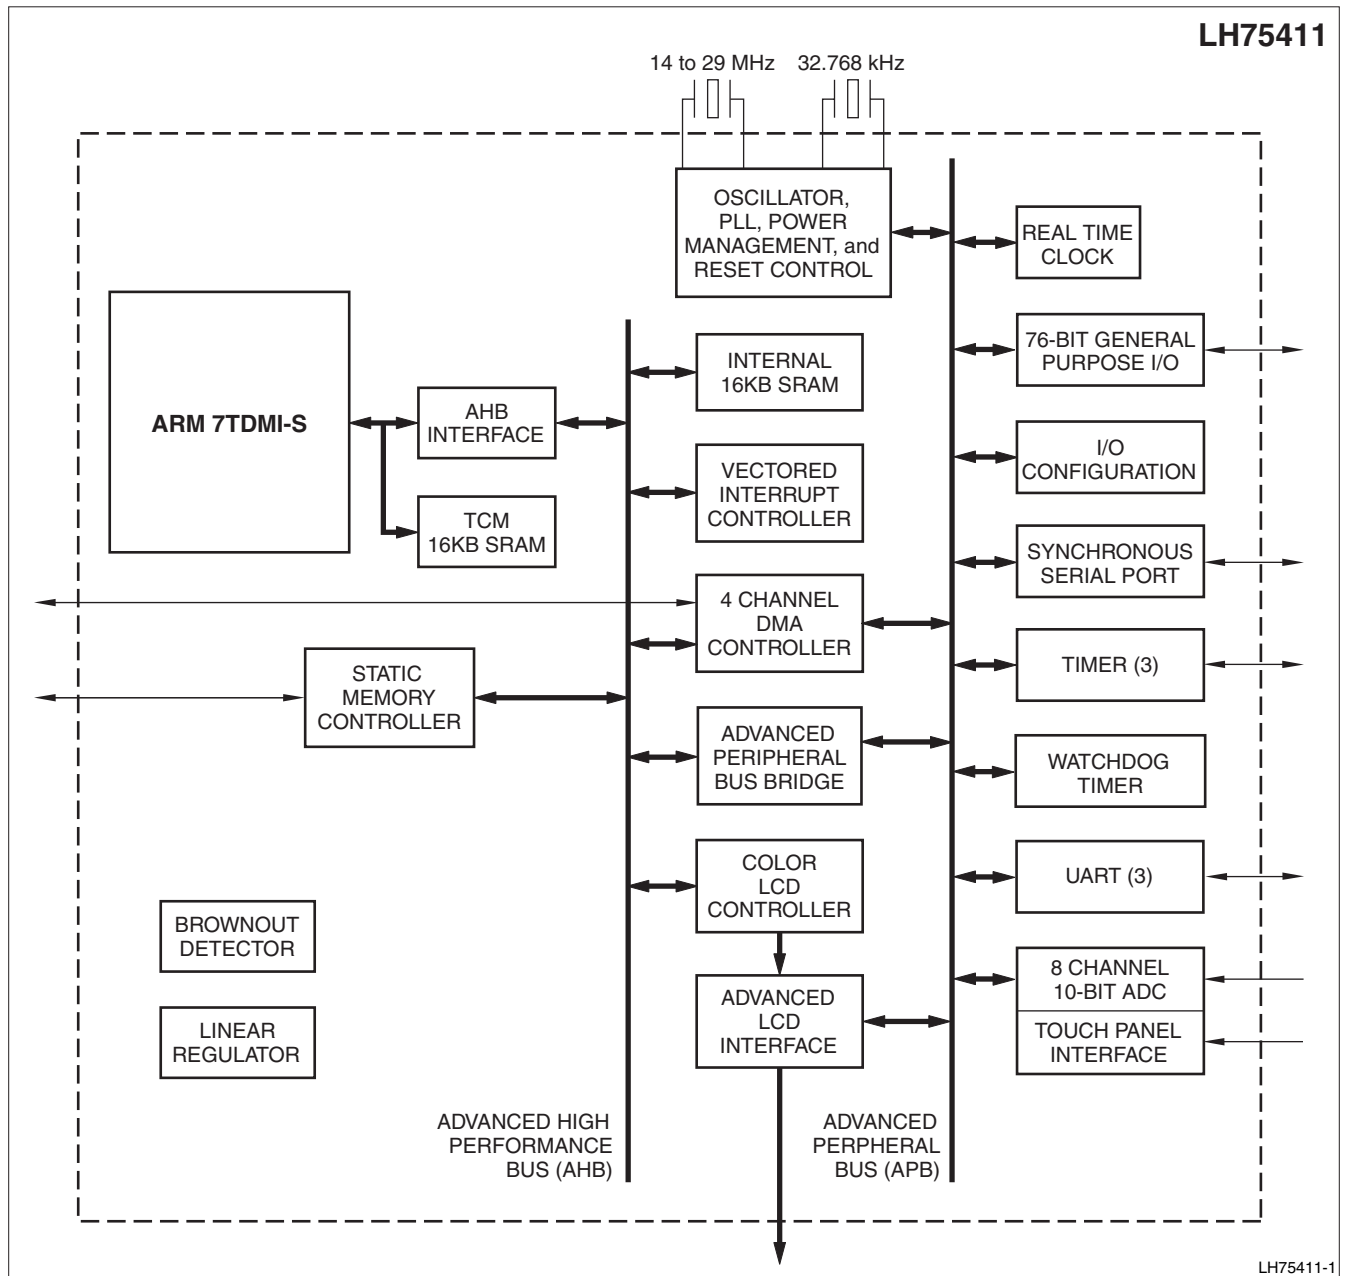 LH75411
14 to 29 MHz
32.768 kHz
OSCILLATOR,
PLL, POWER
MANAGEMENT, and
RESET CONTROL
REAL TIME
CLOCK
ARM 7TDMI-S
AHB
INTERFACE
TCM
16KB SRAM
INTERNAL
16KB SRAM
76-BIT GENERAL
PURPOSE I/O
VECTORED
INTERRUPT
CONTROLLER
I/O
CONFIGURATION
4 CHANNEL
DMA
CONTROLLER
SYNCHRONOUS
SERIAL PORT
STATIC
MEMORY
CONTROLLER
TIMER (3)
ADVANCED
PERIPHERAL
BUS BRIDGE
WATCHDOG
TIMER
COLOR
LCD
CONTROLLER
UART (3)
BROWNOUT
DETECTOR
LINEAR
REGULATOR
ADVANCED
LCD
INTERFACE
8 CHANNEL
10-BIT ADC
TOUCH PANEL
INTERFACE
ADVANCED HIGH
PERFORMANCE
BUS (AHB)
ADVANCED
PERPHERAL
BUS (APB)
LH75411-1